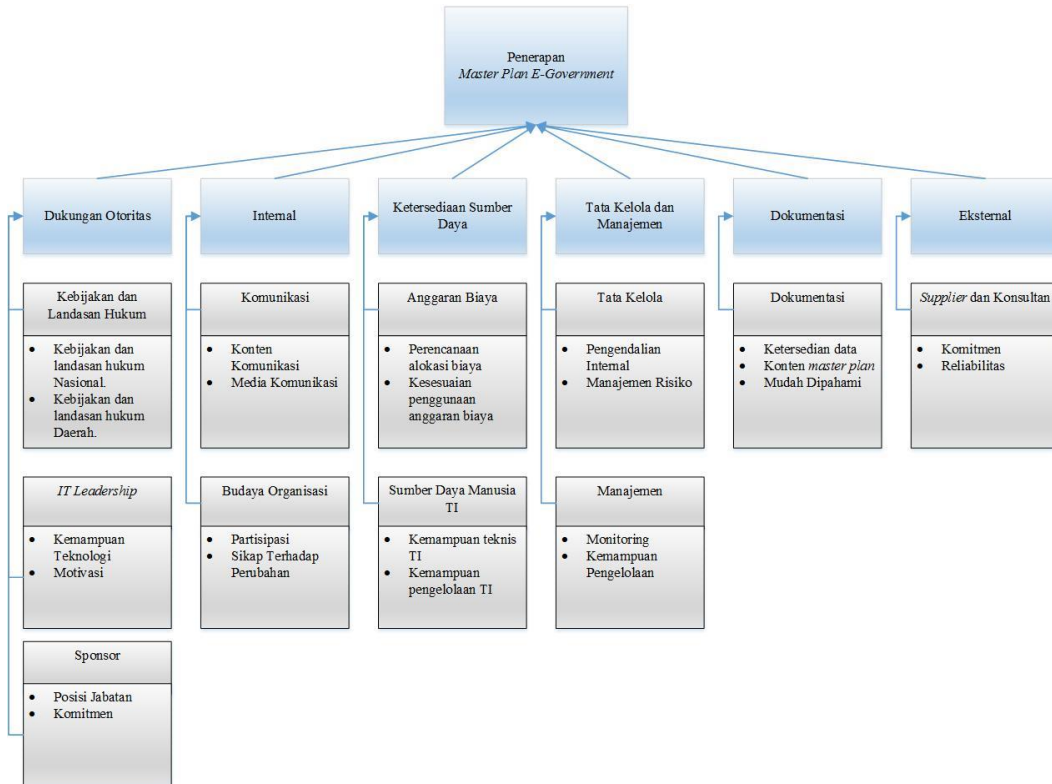 Penerapan
Master Plan E-Government
Dukungan Otoritas
Internal
Ketersediaan Sumber
Daya
Tata Kelola dan
Manajemen
Dokumentasi
Eksternal
Kebijakan dan
Landasan Hukum
• Kebijakan dan
landasan hukum
Nasional.
• Kebijakan dan
landasan hukum
Daerah.
Komunikasi
• Konten
Komunikasi
• Media Komunikasi
Anggaran Biaya
• Perencanaan
alokasi biaya
• Kesesuaian
penggunaan
anggaran biaya
Tata Kelola
• Pengendalian
Internal
• Manajemen Risiko
Dokumentasi
• Ketersedian data
• Konten master plan
• Mudah Dipahami
Supplier dan Konsultan
• Komitmen
• Reliabilitas
IT Leadership
• Kemampuan
Teknologi
• Motivasi
Budaya Organisasi
• Partisipasi
• Sikap Terhadap
Perubahan
Sumber Daya Manusia
TI
• Kemampuan teknis
TI
• Kemampuan
pengelolaan TI
Manajemen
• Monitoring
• Kemampuan
Pengelolaan
Sponsor
• Posisi Jabatan
• Komitmen